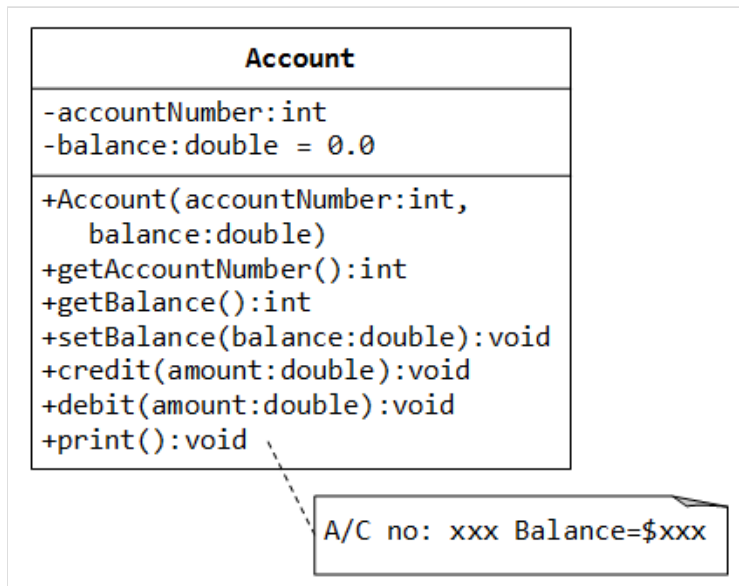 Account
-accountNumber:int
-balance:double = 0.0
+Account(accountNumber:int,
balance:double)
+getAccountNumber():int
+getBalance():int
+setBalance(balance:double):void
+credit(amount:double):void
+debit(amount:double):void
+print():void
A/C no: xxx Balance=$xxx